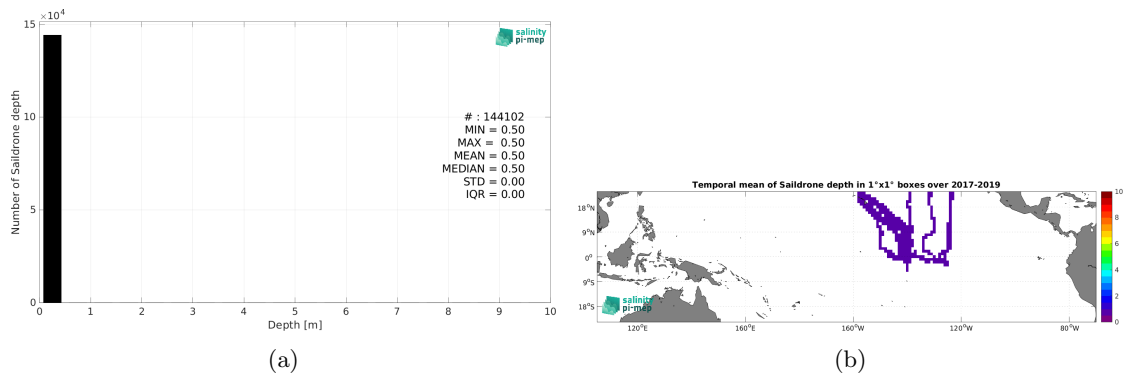 ×10⁴
15
10
5
0
Number of Saildrone depth
salinity
pi-mep
# : 144102
MIN = 0.50
MAX = 0.50
MEAN = 0.50
MEDIAN = 0.50
STD = 0.00
IQR = 0.00
0 1 2 3 4 5 6 7 8 9 10
Depth [m]
(a)
Temporal mean of Saildrone depth in 1°x1° boxes over 2017-2019
18°N
9°N
0°
9°S
18°S
salinity
pi-mep
120°E 160°E 160°W 120°W 80°W
10
8
6
4
2
0
(b)